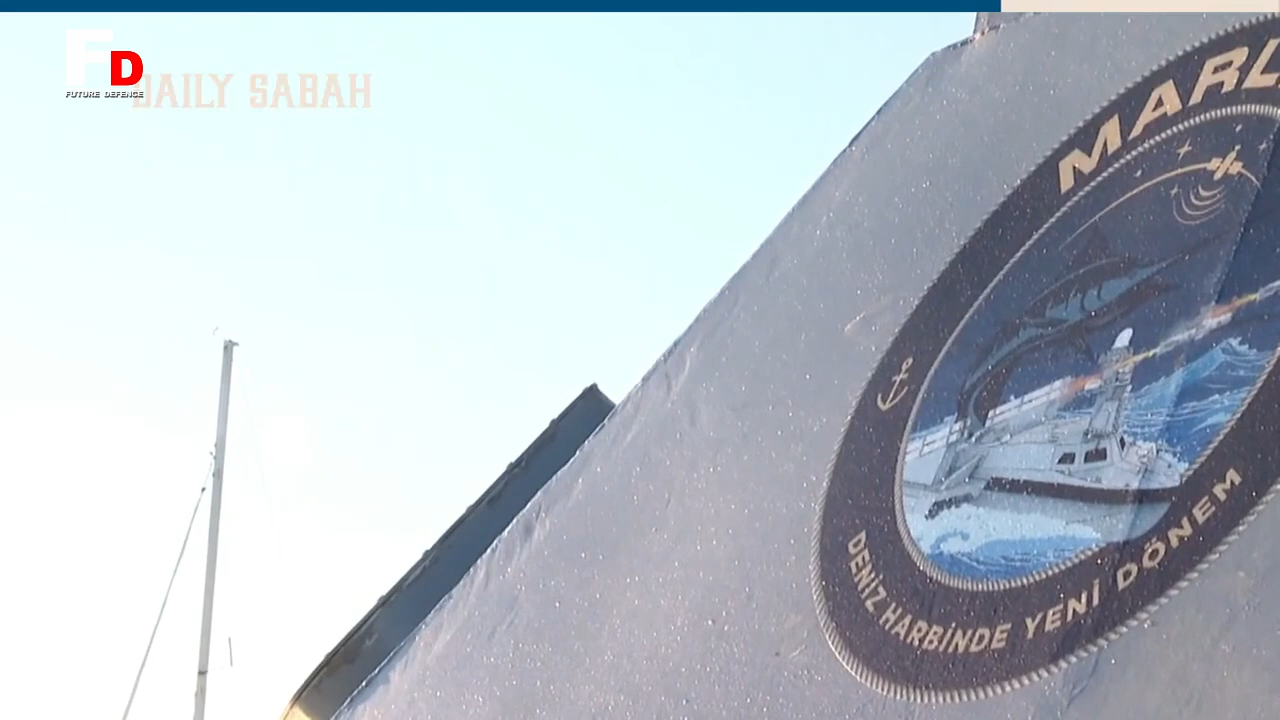 FD
FUTURE DEFENCE
DAILY SABAH
MARL
DENİZ HARBİNDE YENİ DÖNEM